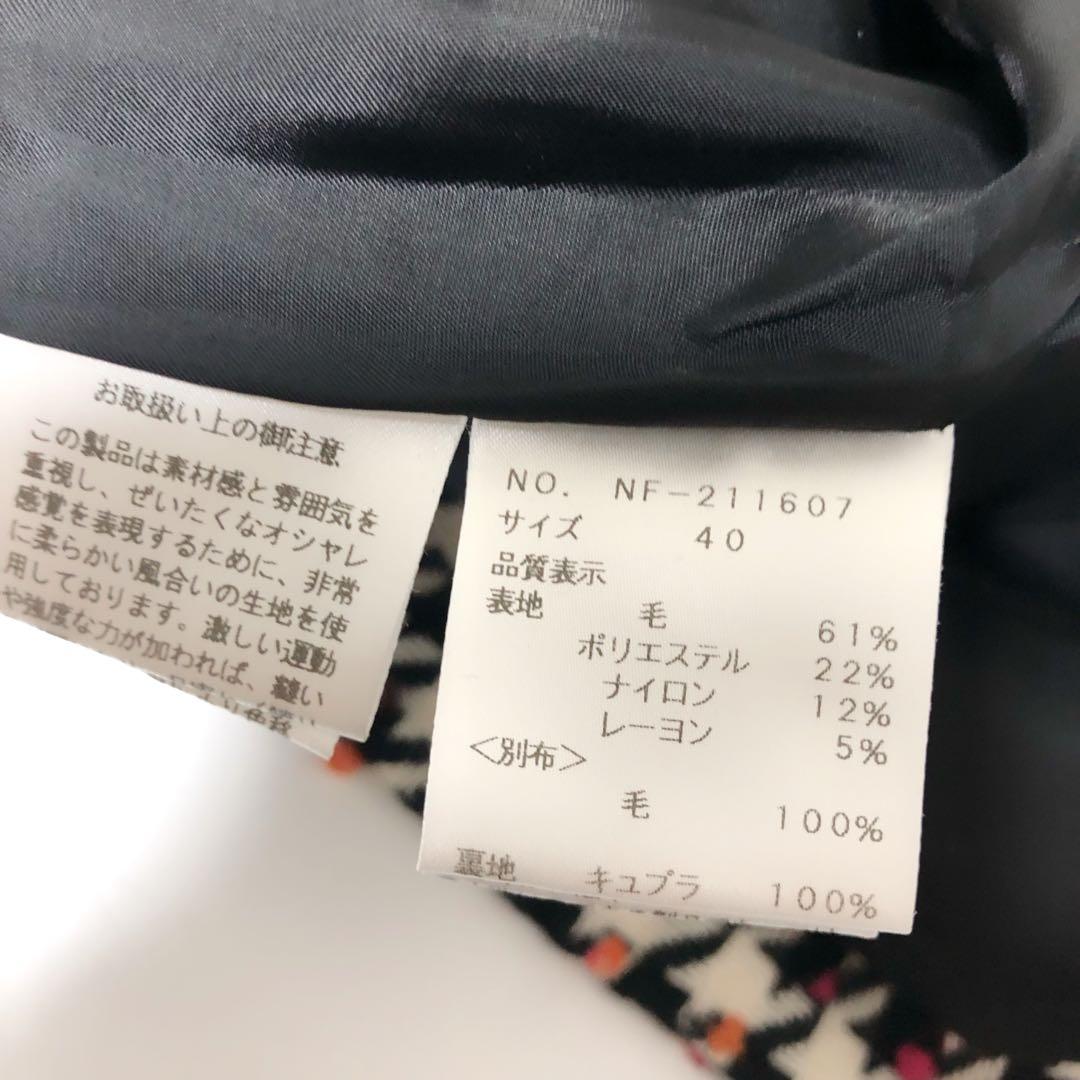 お取扱い上の御注意
この製品は素材感と雰囲気を
重視し、ぜいたくなオシャレ
感覚を表現するために、非常
に柔らかい風合いの生地を使
用しております。激しい運動
や強度な力が加われば、縫い
NO. NF-211607
サイズ 40
品質表示
表地 毛 61%
ポリエステル 22%
ナイロン 12%
レーヨン 5%
<別布>
毛 100%
裏地 キュプラ 100%